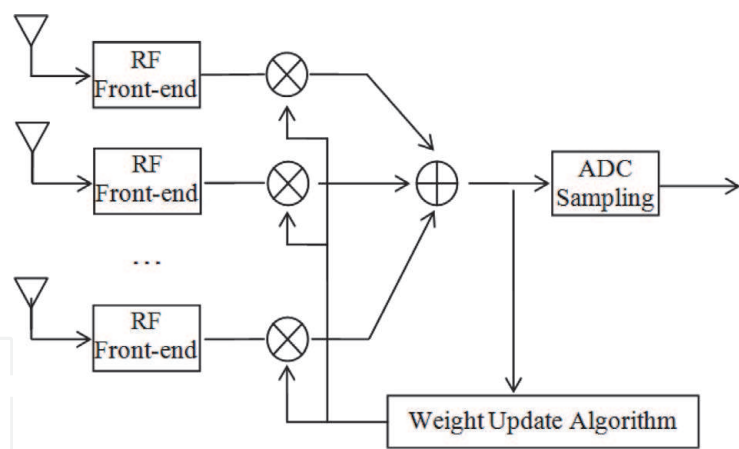 RF
Front-end
RF
Front-end
...
RF
Front-end
ADC
Sampling
Weight Update Algorithm